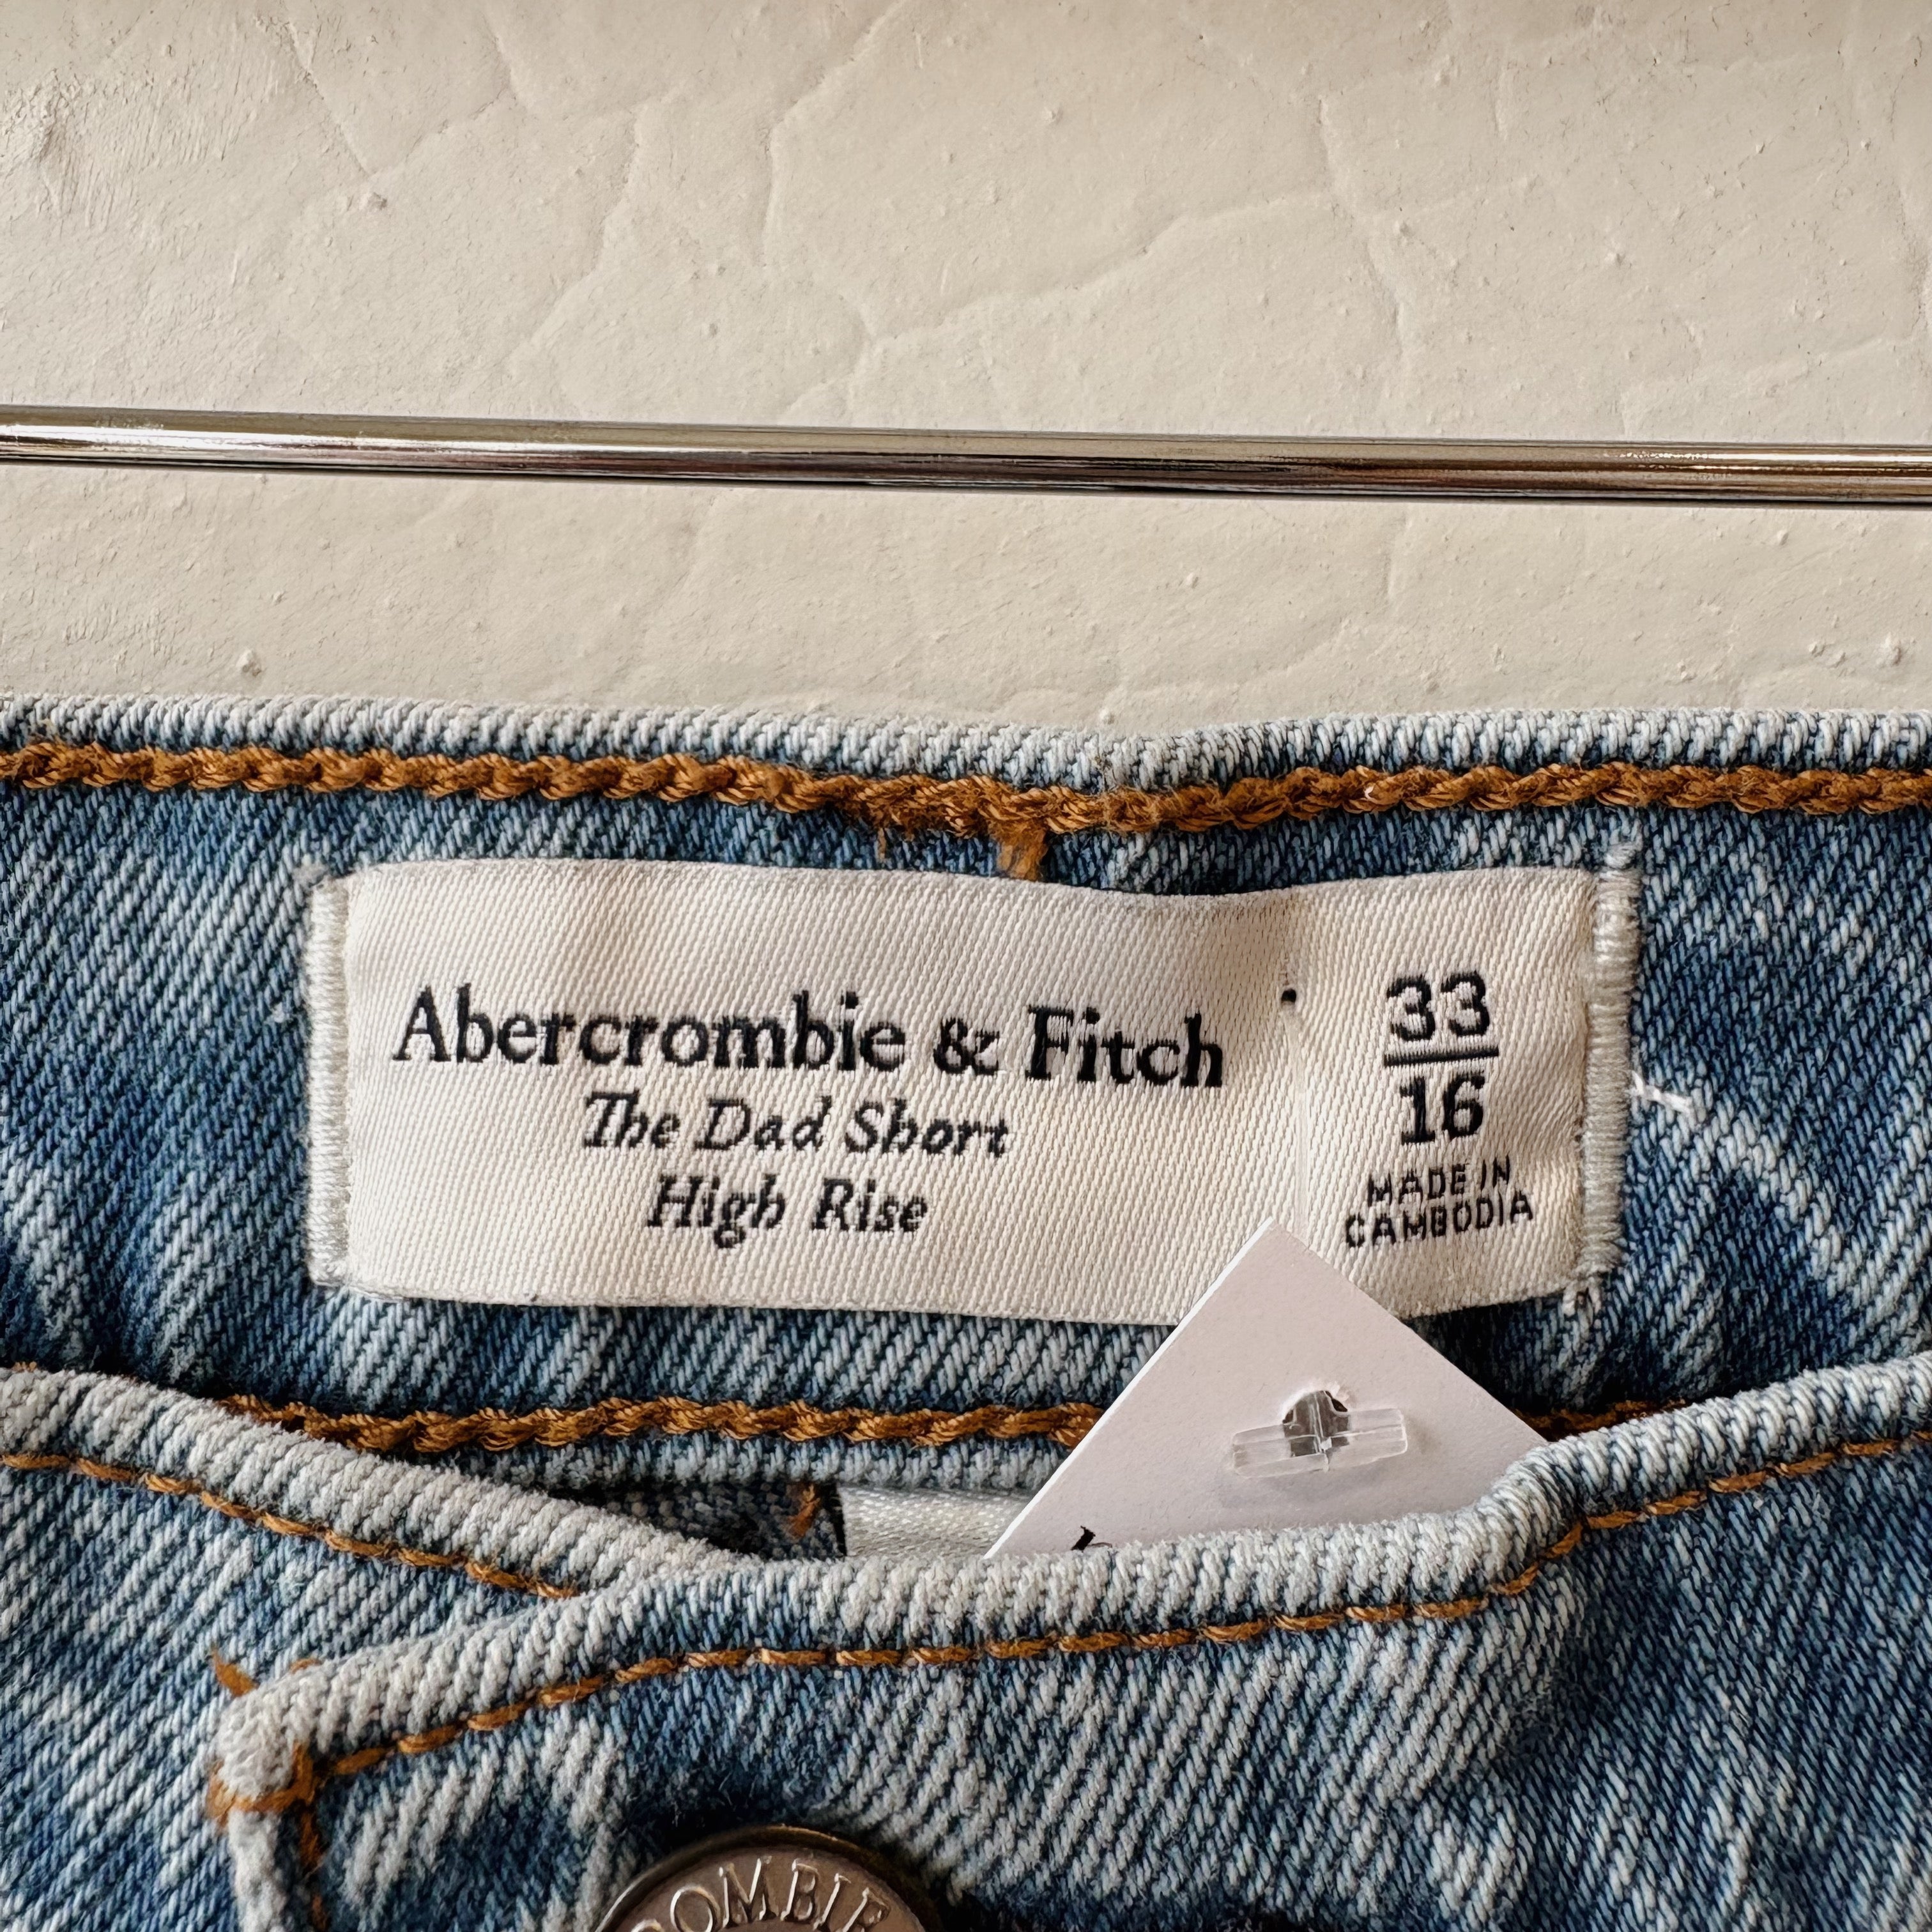 Abercrombie & Fitch
The Dad Short
High Rise
33
16
MADE IN
CAMBODIA